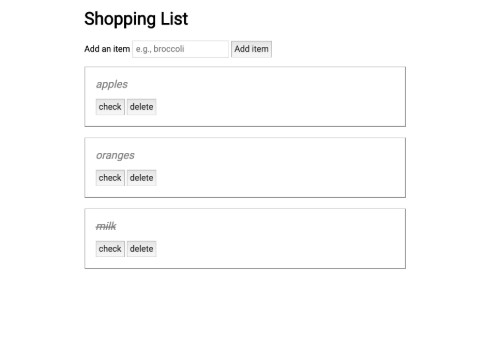 Shopping List
Add an item e.g., broccoli Add item
apples
check delete
oranges
check delete
milk
check delete